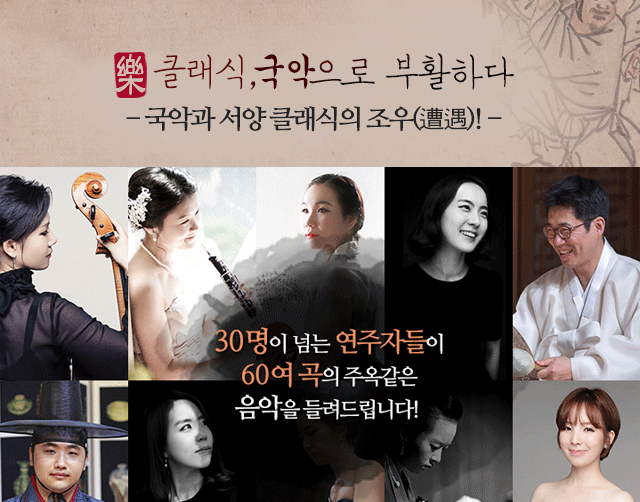 樂 클래식,국악으로 부활하다
– 국악과 서양 클래식의 조우(遭遇)! –
30명이 넘는 연주자들이
60여 곡의 주옥같은
음악을 들려드립니다!